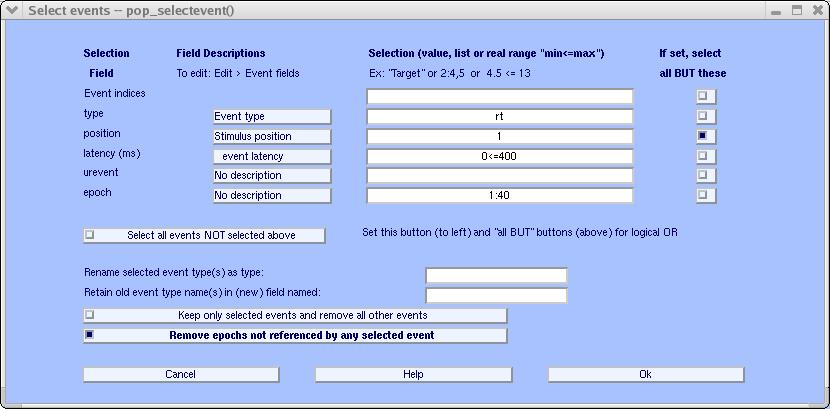 Select events -- pop_selectevent()
Selection Field Descriptions Selection (value, list or real range "min<=max") If set, select
Field To edit: Edit > Event fields Ex: "Target" or 2:4,5 or 4.5 <= 13 all BUT these
Event indices
type Event type rt
position Stimulus position 1
latency (ms) event latency 0<=400
urevent No description
epoch No description 1:40
Select all events NOT selected above Set this button (to left) and "all BUT" buttons (above) for logical OR
Rename selected event type(s) as type:
Retain old event type name(s) in (new) field named:
Keep only selected events and remove all other events
Remove epochs not referenced by any selected event
Cancel Help Ok